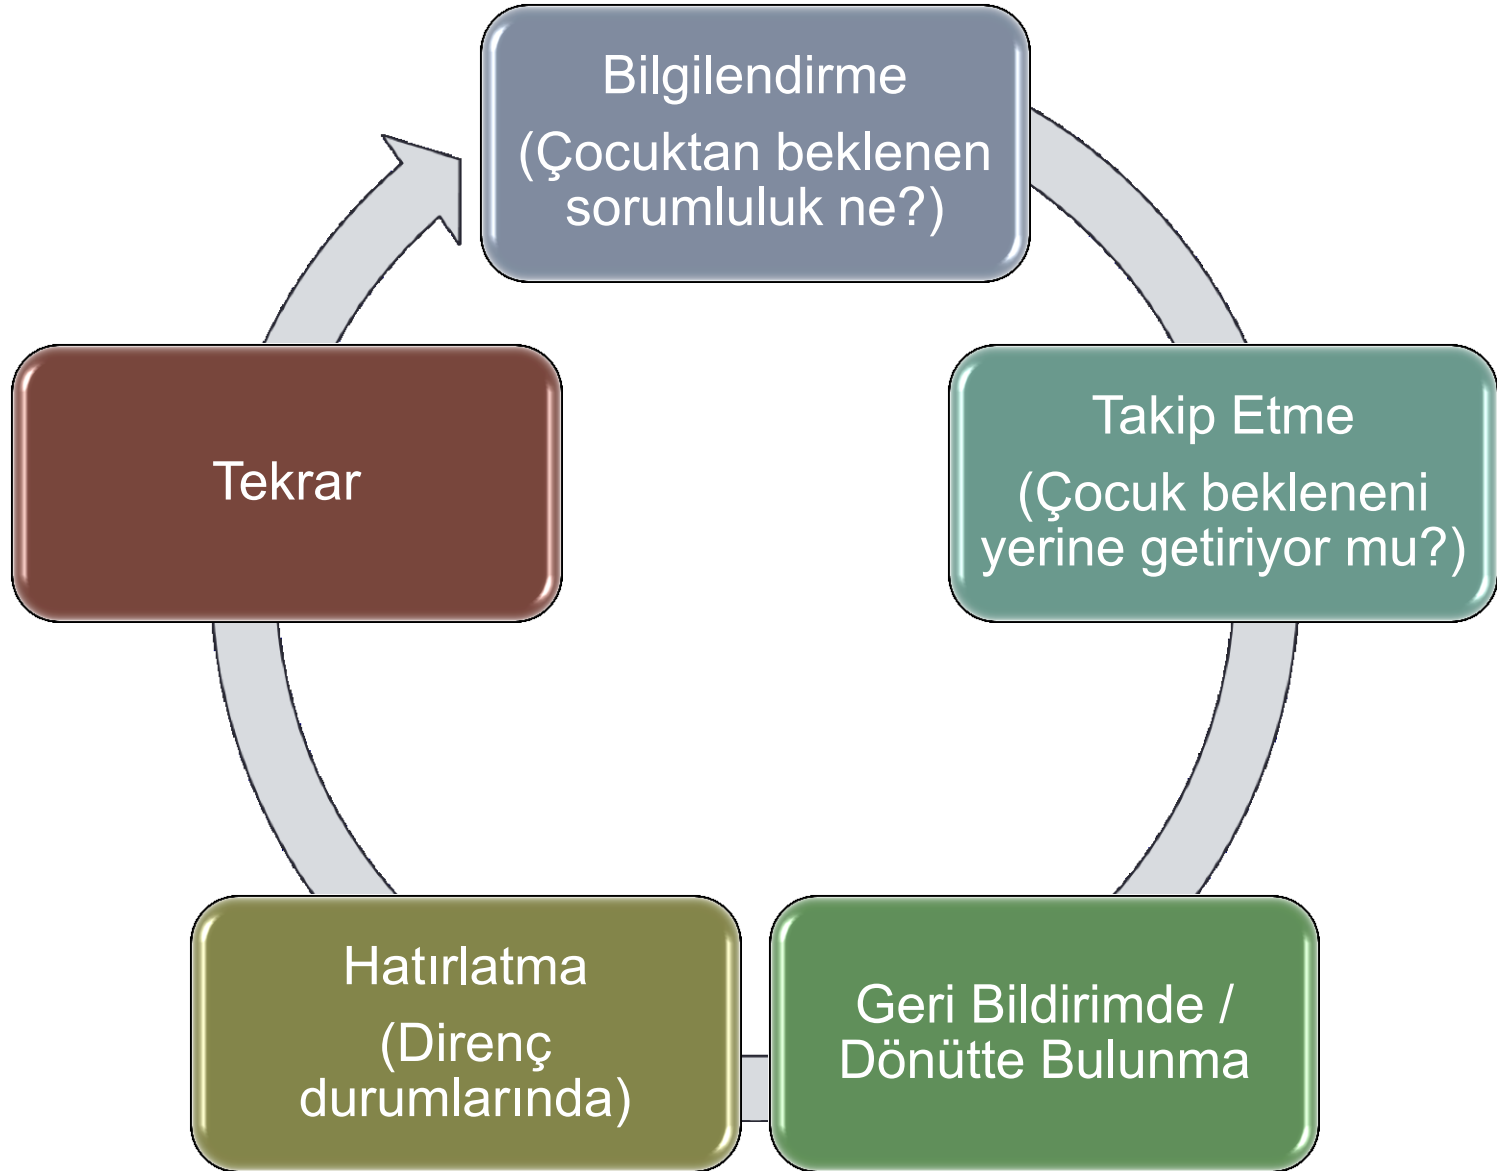 Bilgilendirme
(Çocuktan beklenen
sorumluluk ne?)
Takip Etme
(Çocuk bekleneni
yerine getiriyor mu?)
Geri Bildirimde /
Dönütte Bulunma
Hatırlatma
(Direnç
durumlarında)
Tekrar